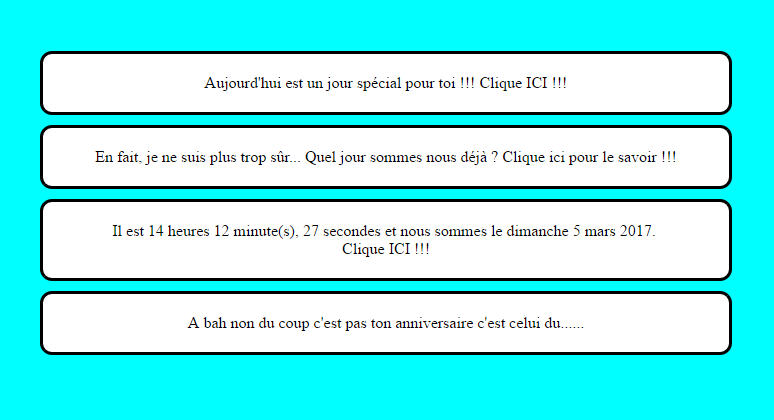 Aujourd'hui est un jour spécial pour toi !!! Clique ICI !!!
En fait, je ne suis plus trop sûr... Quel jour sommes nous déjà ? Clique ici pour le savoir !!!
Il est 14 heures 12 minute(s), 27 secondes et nous sommes le dimanche 5 mars 2017.
Clique ICI !!!
A bah non du coup c'est pas ton anniversaire c'est celui du......